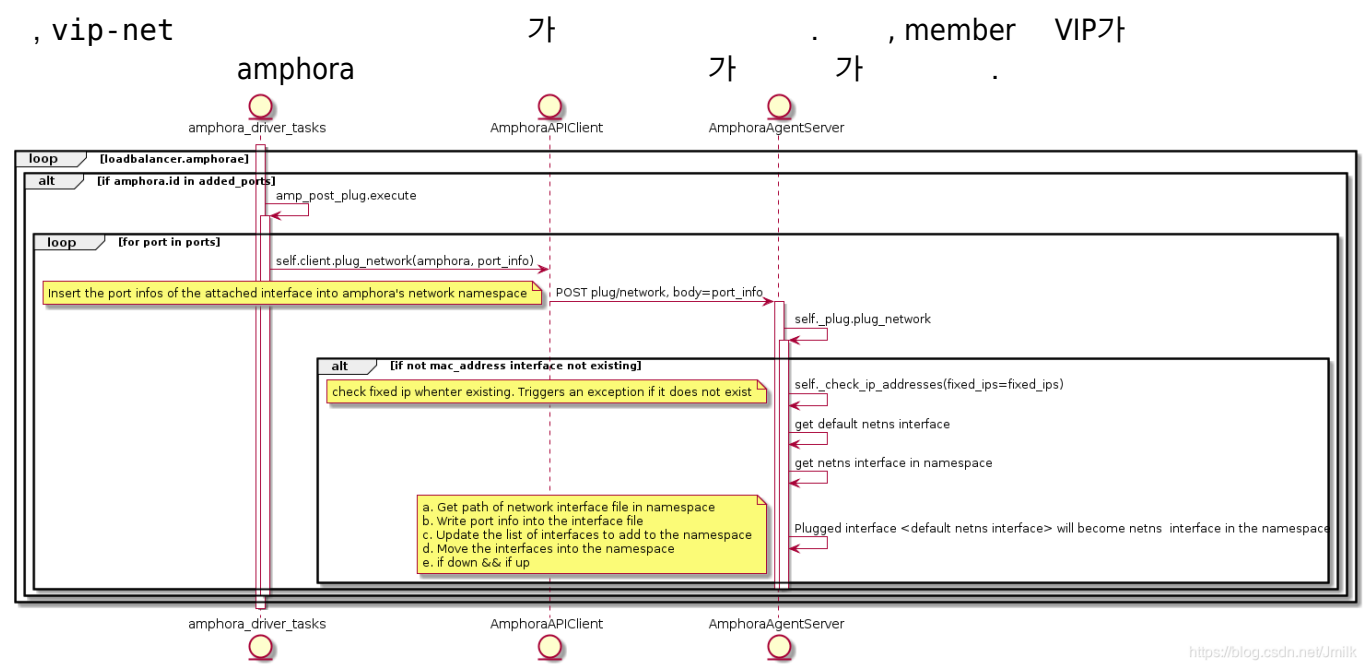 , vip-net 가 . , member VIP가
amphora 가 가 .
amphora_driver_tasks AmphoraAPIClient AmphoraAgentServer
loop [loadbalancer.amphorae]
alt [if amphora.id in added_ports]
amp_post_plug.execute
loop [for port in ports]
self.client.plug_network(amphora, port_info)
Insert the port infos of the attached interface into amphora's network namespace
POST plug/network, body=port_info
self._plug.plug_network
alt [if not mac_address interface not existing]
check fixed ip whenter existing. Triggers an exception if it does not exist
self._check_ip_addresses(fixed_ips=fixed_ips)
get default netns interface
get netns interface in namespace
a. Get path of network interface file in namespace
b. Write port info into the interface file
c. Update the list of interfaces to add to the namespace
d. Move the interfaces into the namespace
e. if down && if up
Plugged interface <default netns interface> will become netns interface in the namespace
amphora_driver_tasks AmphoraAPIClient AmphoraAgentServer
https://blog.csdn.net/Jmilk